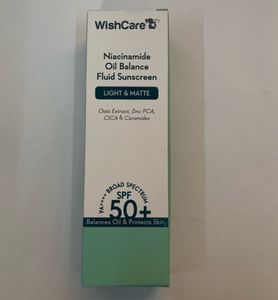 WishCare
Niacinamide
Oil Balance
Fluid Sunscreen
LIGHT & MATTE
Oats Extract, Zinc PCA,
CICA & Ceramides
PA++++ BROAD SPECTRUM
SPF
50+
Balances Oil & Protects Skin